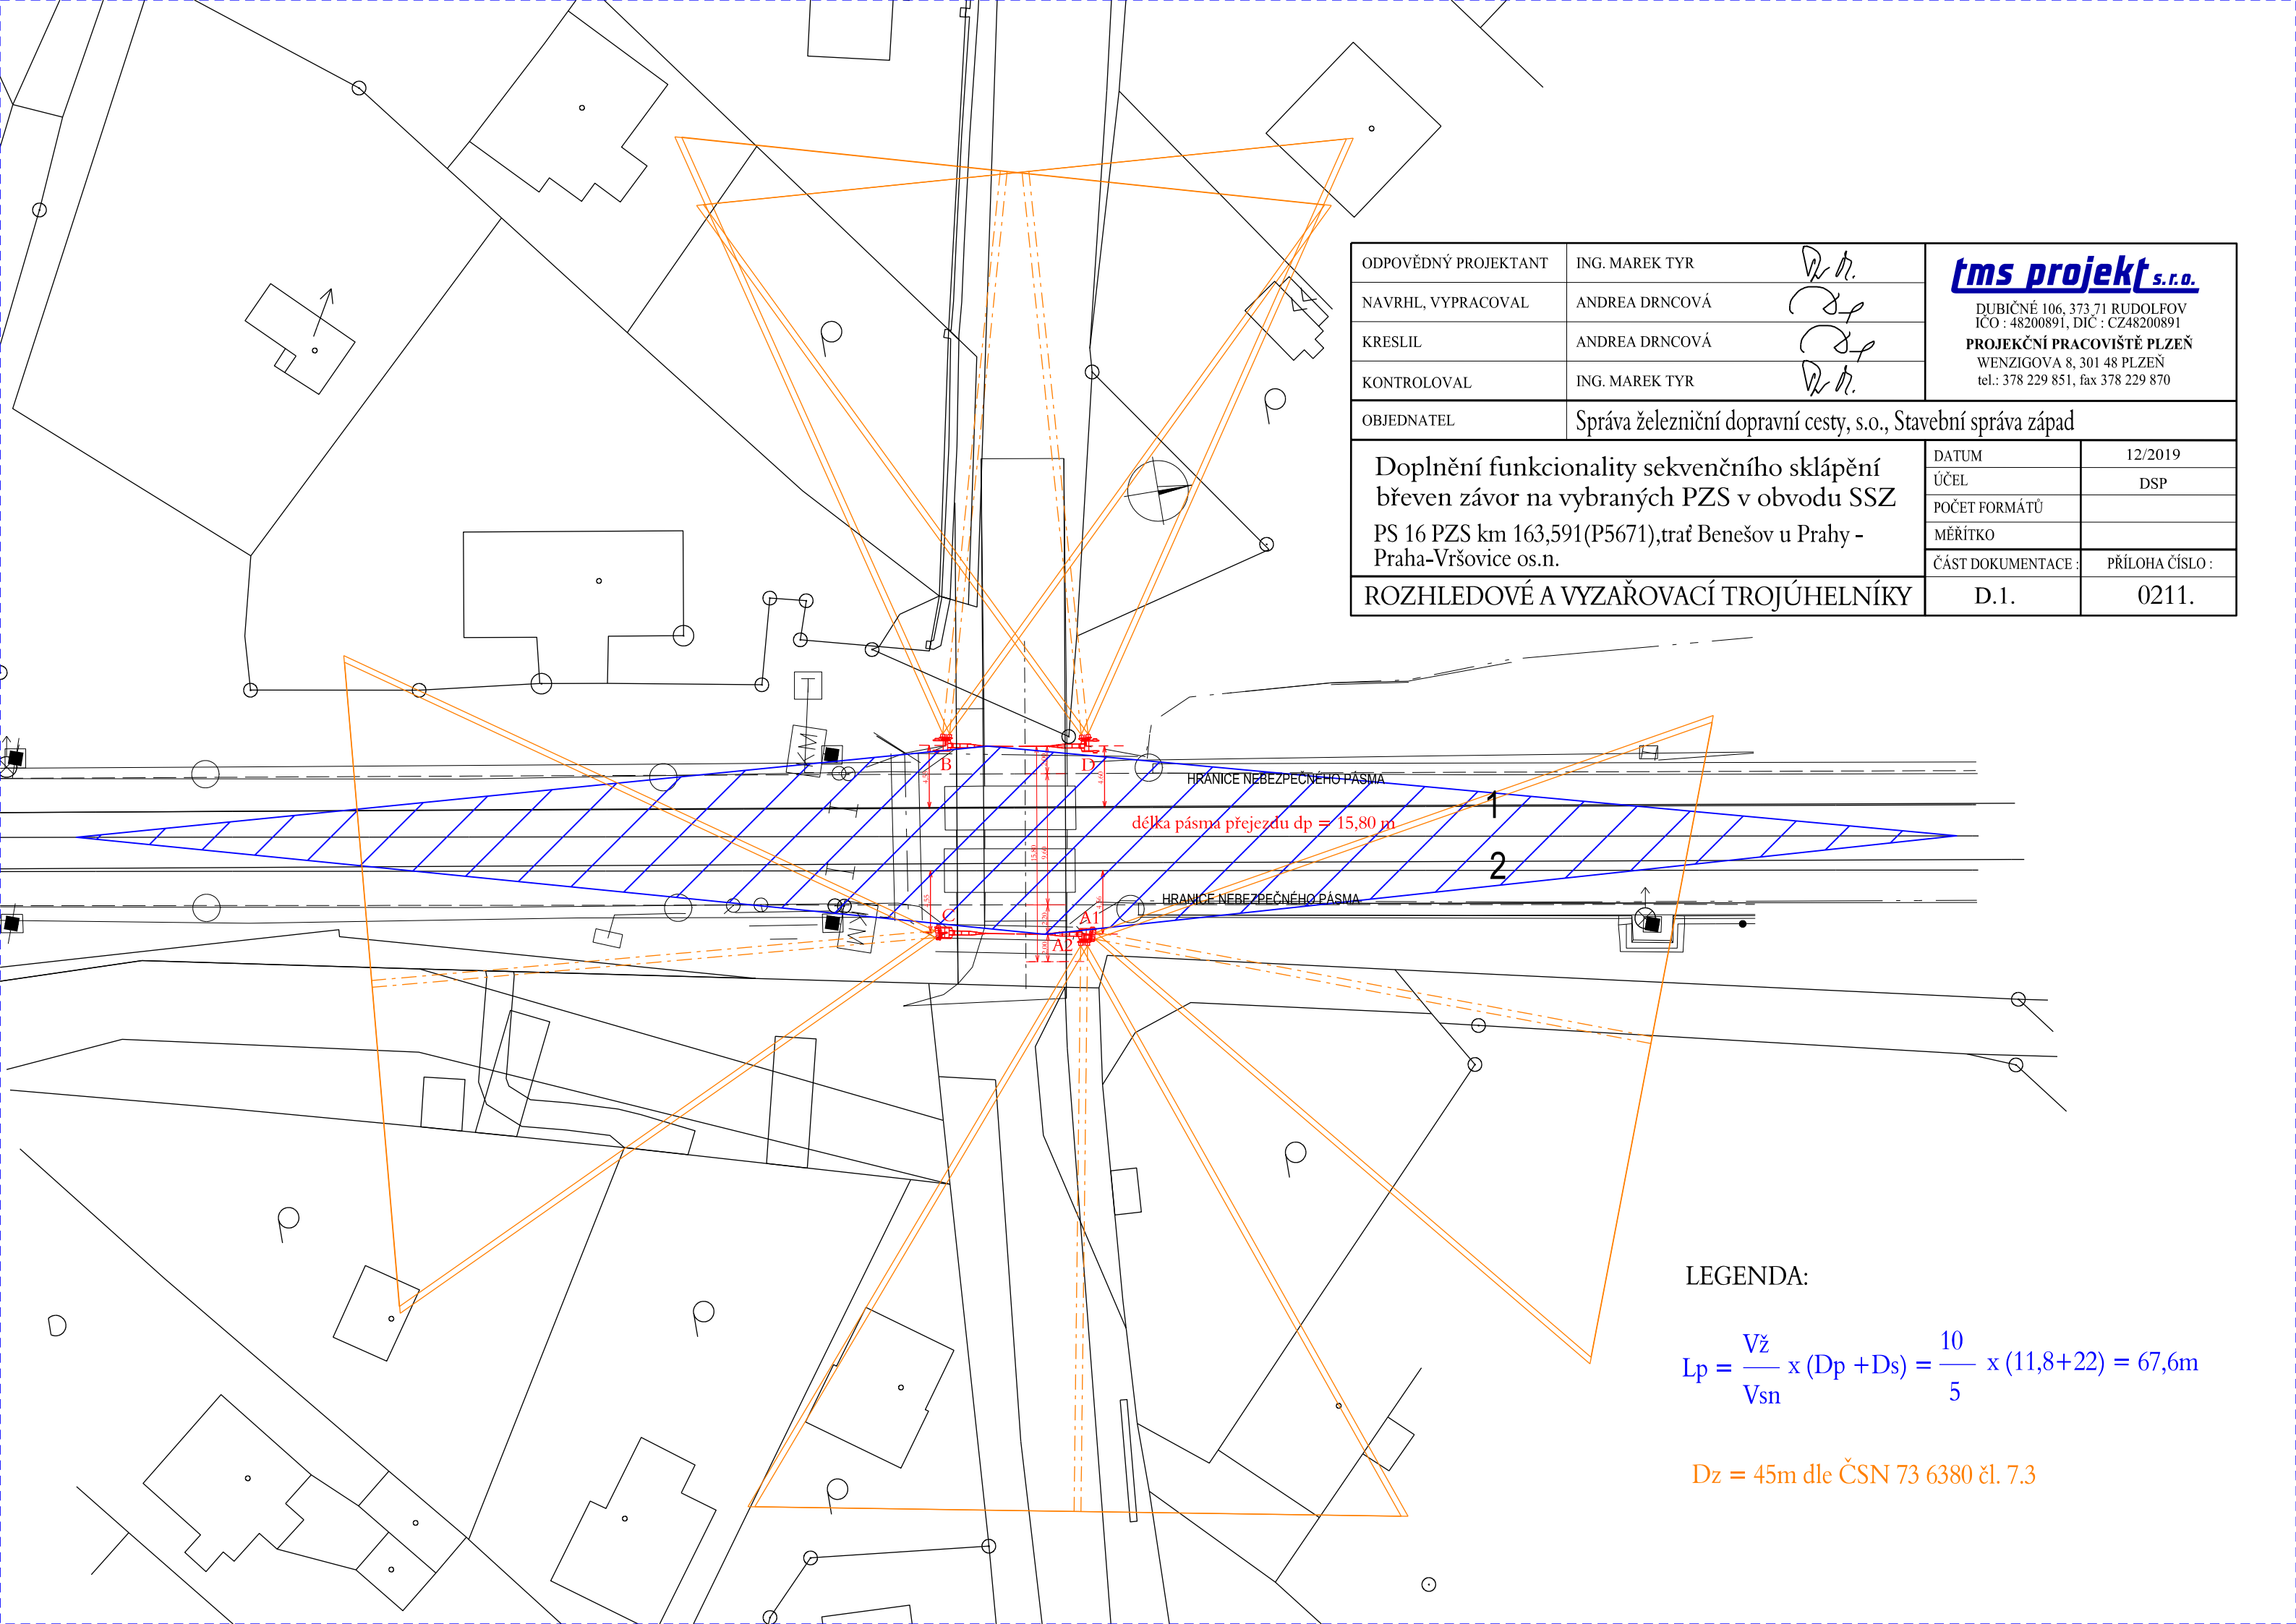 ODPOVĚDNÝ PROJEKTANT ING. MAREK TYR
NAVRHL, VYPRACOVAL ANDREA DRNCOVÁ
KRESLIL ANDREA DRNCOVÁ
KONTROLOVAL ING. MAREK TYR
tms projekt s.r.o.
DUBIČNÉ 106, 373 71 RUDOLFOV
IČO : 48200891, DIČ : CZ48200891
PROJEKČNÍ PRACOVIŠTĚ PLZEŇ
WENZIGOVA 8, 301 48 PLZEŇ
tel.: 378 229 851, fax 378 229 870
OBJEDNATEL Správa železniční dopravní cesty, s.o., Stavební správa západ
Doplnění funkcionality sekvenčního sklápění
břeven závor na vybraných PZS v obvodu SSZ
PS 16 PZS km 163,591(P5671),trať Benešov u Prahy -
Praha-Vršovice os.n.
DATUM 12/2019
ÚČEL DSP
POČET FORMÁTŮ
MĚŘÍTKO
ČÁST DOKUMENTACE : PŘÍLOHA ČÍSLO :
ROZHLEDOVÉ A VYZAŘOVACÍ TROJÚHELNÍKY D.1. 0211.
B D
HRANICE NEBEZPEČNÉHO PÁSMA
1
délka pásma přejezdu dp = 15,80 m
2
HRANICE NEBEZPEČNÉHO PÁSMA
C A1
A2
LEGENDA:
Lp = Vž / Vsn x (Dp +Ds) = 10 / 5 x (11,8+22) = 67,6m
Dz = 45m dle ČSN 73 6380 čl. 7.3